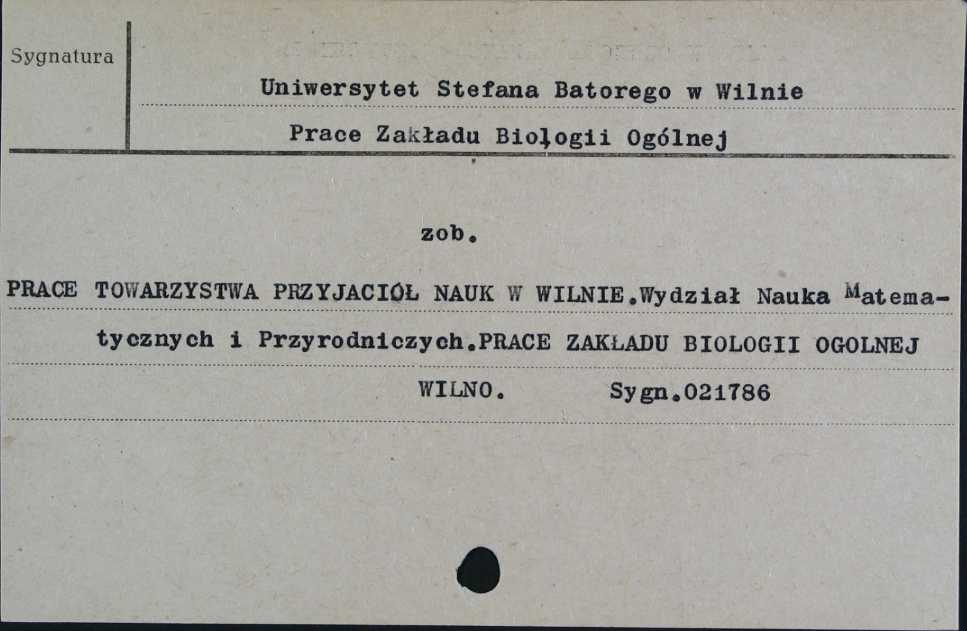 Sygnatura
Uniwersytet Stefana Batorego w Wilnie
Prace Zakładu Biologii Ogólnej
zob.
PRACE TOWARZYSTWA PRZYJACIÓŁ NAUK W WILNIE.Wydział Nauka Matema-
tycznych i Przyrodniczych.PRACE ZAKŁADU BIOLOGII OGOLNEJ
WILNO. Sygn.021786